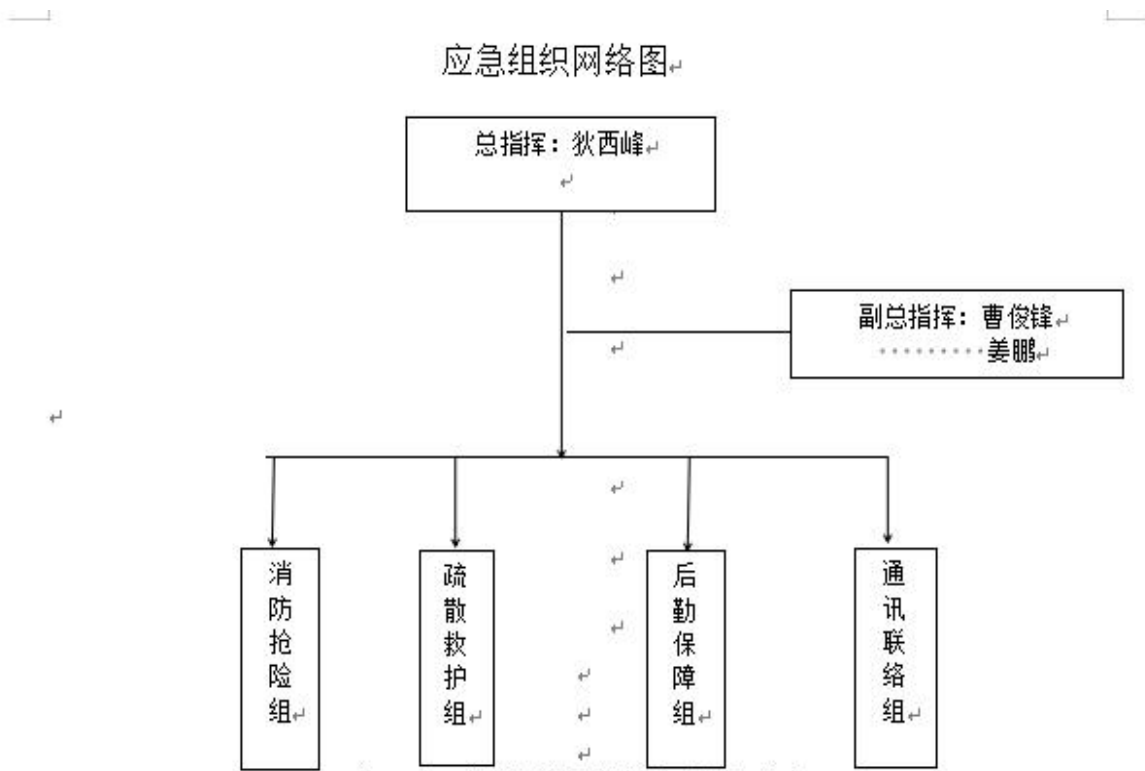 应急组织网络图
总指挥：狄西峰
副总指挥：曹俊锋
姜鹏
消防抢险组
疏散救护组
后勤保障组
通讯联络组